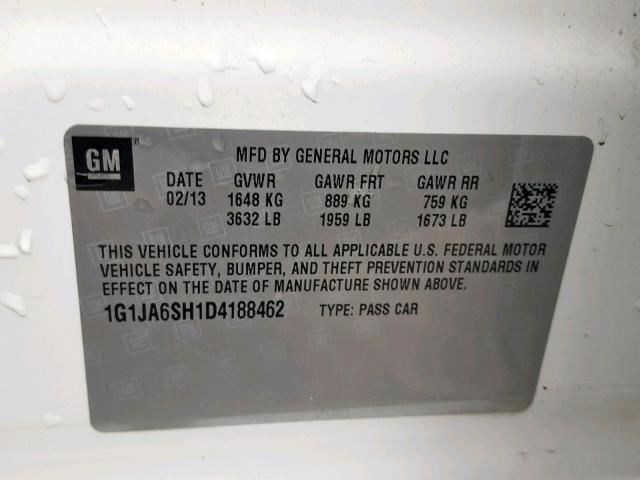 GM
MFD BY GENERAL MOTORS LLC
DATE GVWR GAWR FRT GAWR RR
02/13 1648 KG 889 KG 759 KG
3632 LB 1959 LB 1673 LB
THIS VEHICLE CONFORMS TO ALL APPLICABLE U.S. FEDERAL MOTOR
VEHICLE SAFETY, BUMPER, AND THEFT PREVENTION STANDARDS IN
EFFECT ON THE DATE OF MANUFACTURE SHOWN ABOVE.
1G1JA6SH1D4188462 TYPE: PASS CAR